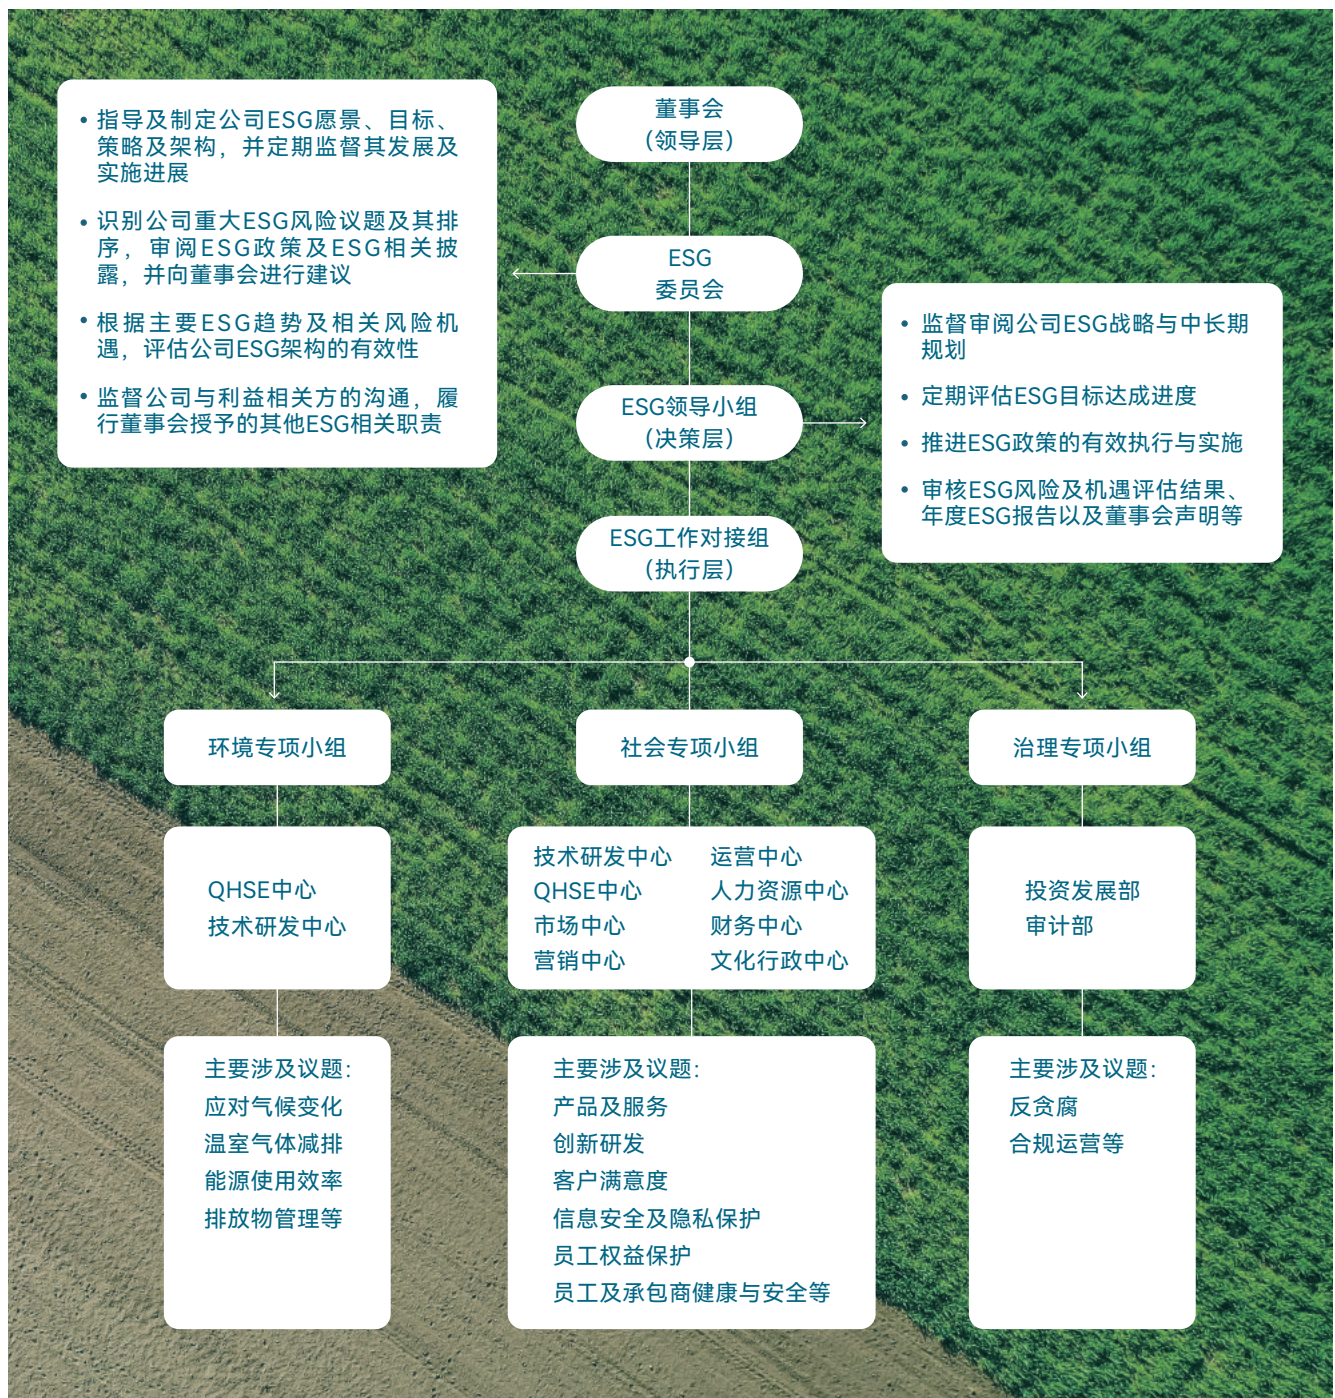 董事会
（领导层）
• 指导及制定公司ESG愿景、目标、
策略及架构，并定期监督其发展及
实施进展
• 识别公司重大ESG风险议题及其排
序，审阅ESG政策及ESG相关披
露，并向董事会进行建议
• 根据主要ESG趋势及相关风险机
遇，评估公司ESG架构的有效性
• 监督公司与利益相关方的沟通，履
行董事会授予的其他ESG相关职责
ESG
委员会
ESG领导小组
（决策层）
• 监督审阅公司ESG战略与中长期
规划
• 定期评估ESG目标达成进度
• 推进ESG政策的有效执行与实施
• 审核ESG风险及机遇评估结果、
年度ESG报告以及董事会声明等
ESG工作对接组
（执行层）
环境专项小组
社会专项小组
治理专项小组
QHSE中心
技术研发中心
技术研发中心
QHSE中心
市场中心
营销中心
运营中心
人力资源中心
财务中心
文化行政中心
投资发展部
审计部
主要涉及议题：
应对气候变化
温室气体减排
能源使用效率
排放物管理等
主要涉及议题：
产品及服务
创新研发
客户满意度
信息安全及隐私保护
员工权益保护
员工及承包商健康与安全等
主要涉及议题：
反贪腐
合规运营等